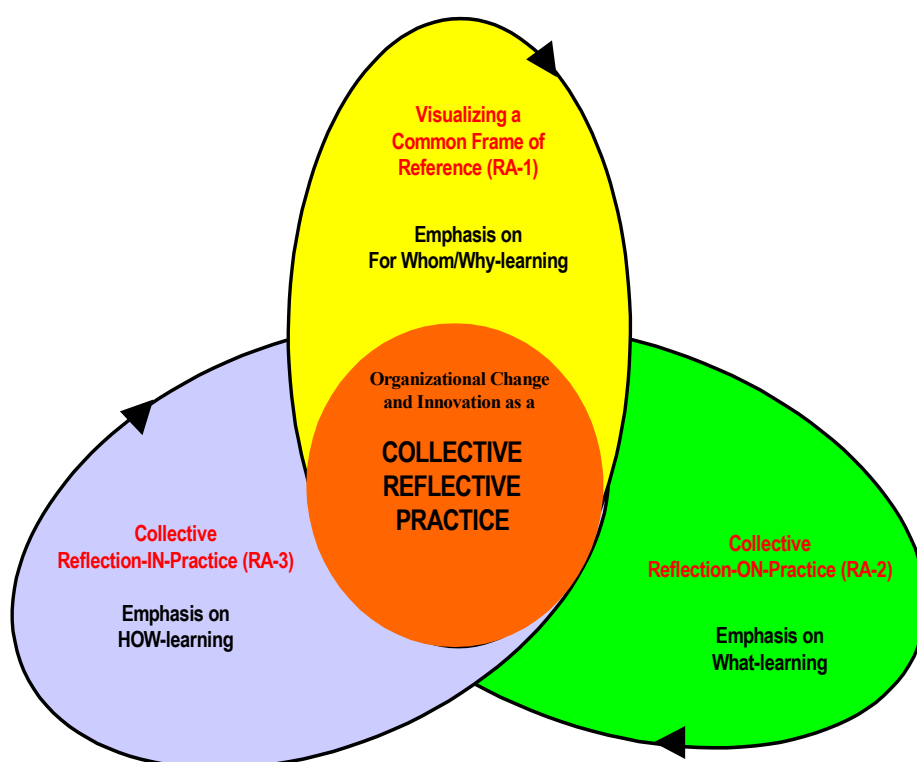 Visualizing a
Common Frame of
Reference (RA-1)
Emphasis on
For Whom/Why-learning
Organizational Change
and Innovation as a
COLLECTIVE
REFLECTIVE
PRACTICE
Collective
Reflection-IN-Practice (RA-3)
Emphasis on
HOW-learning
Collective
Reflection-ON-Practice (RA-2)
Emphasis on
What-learning